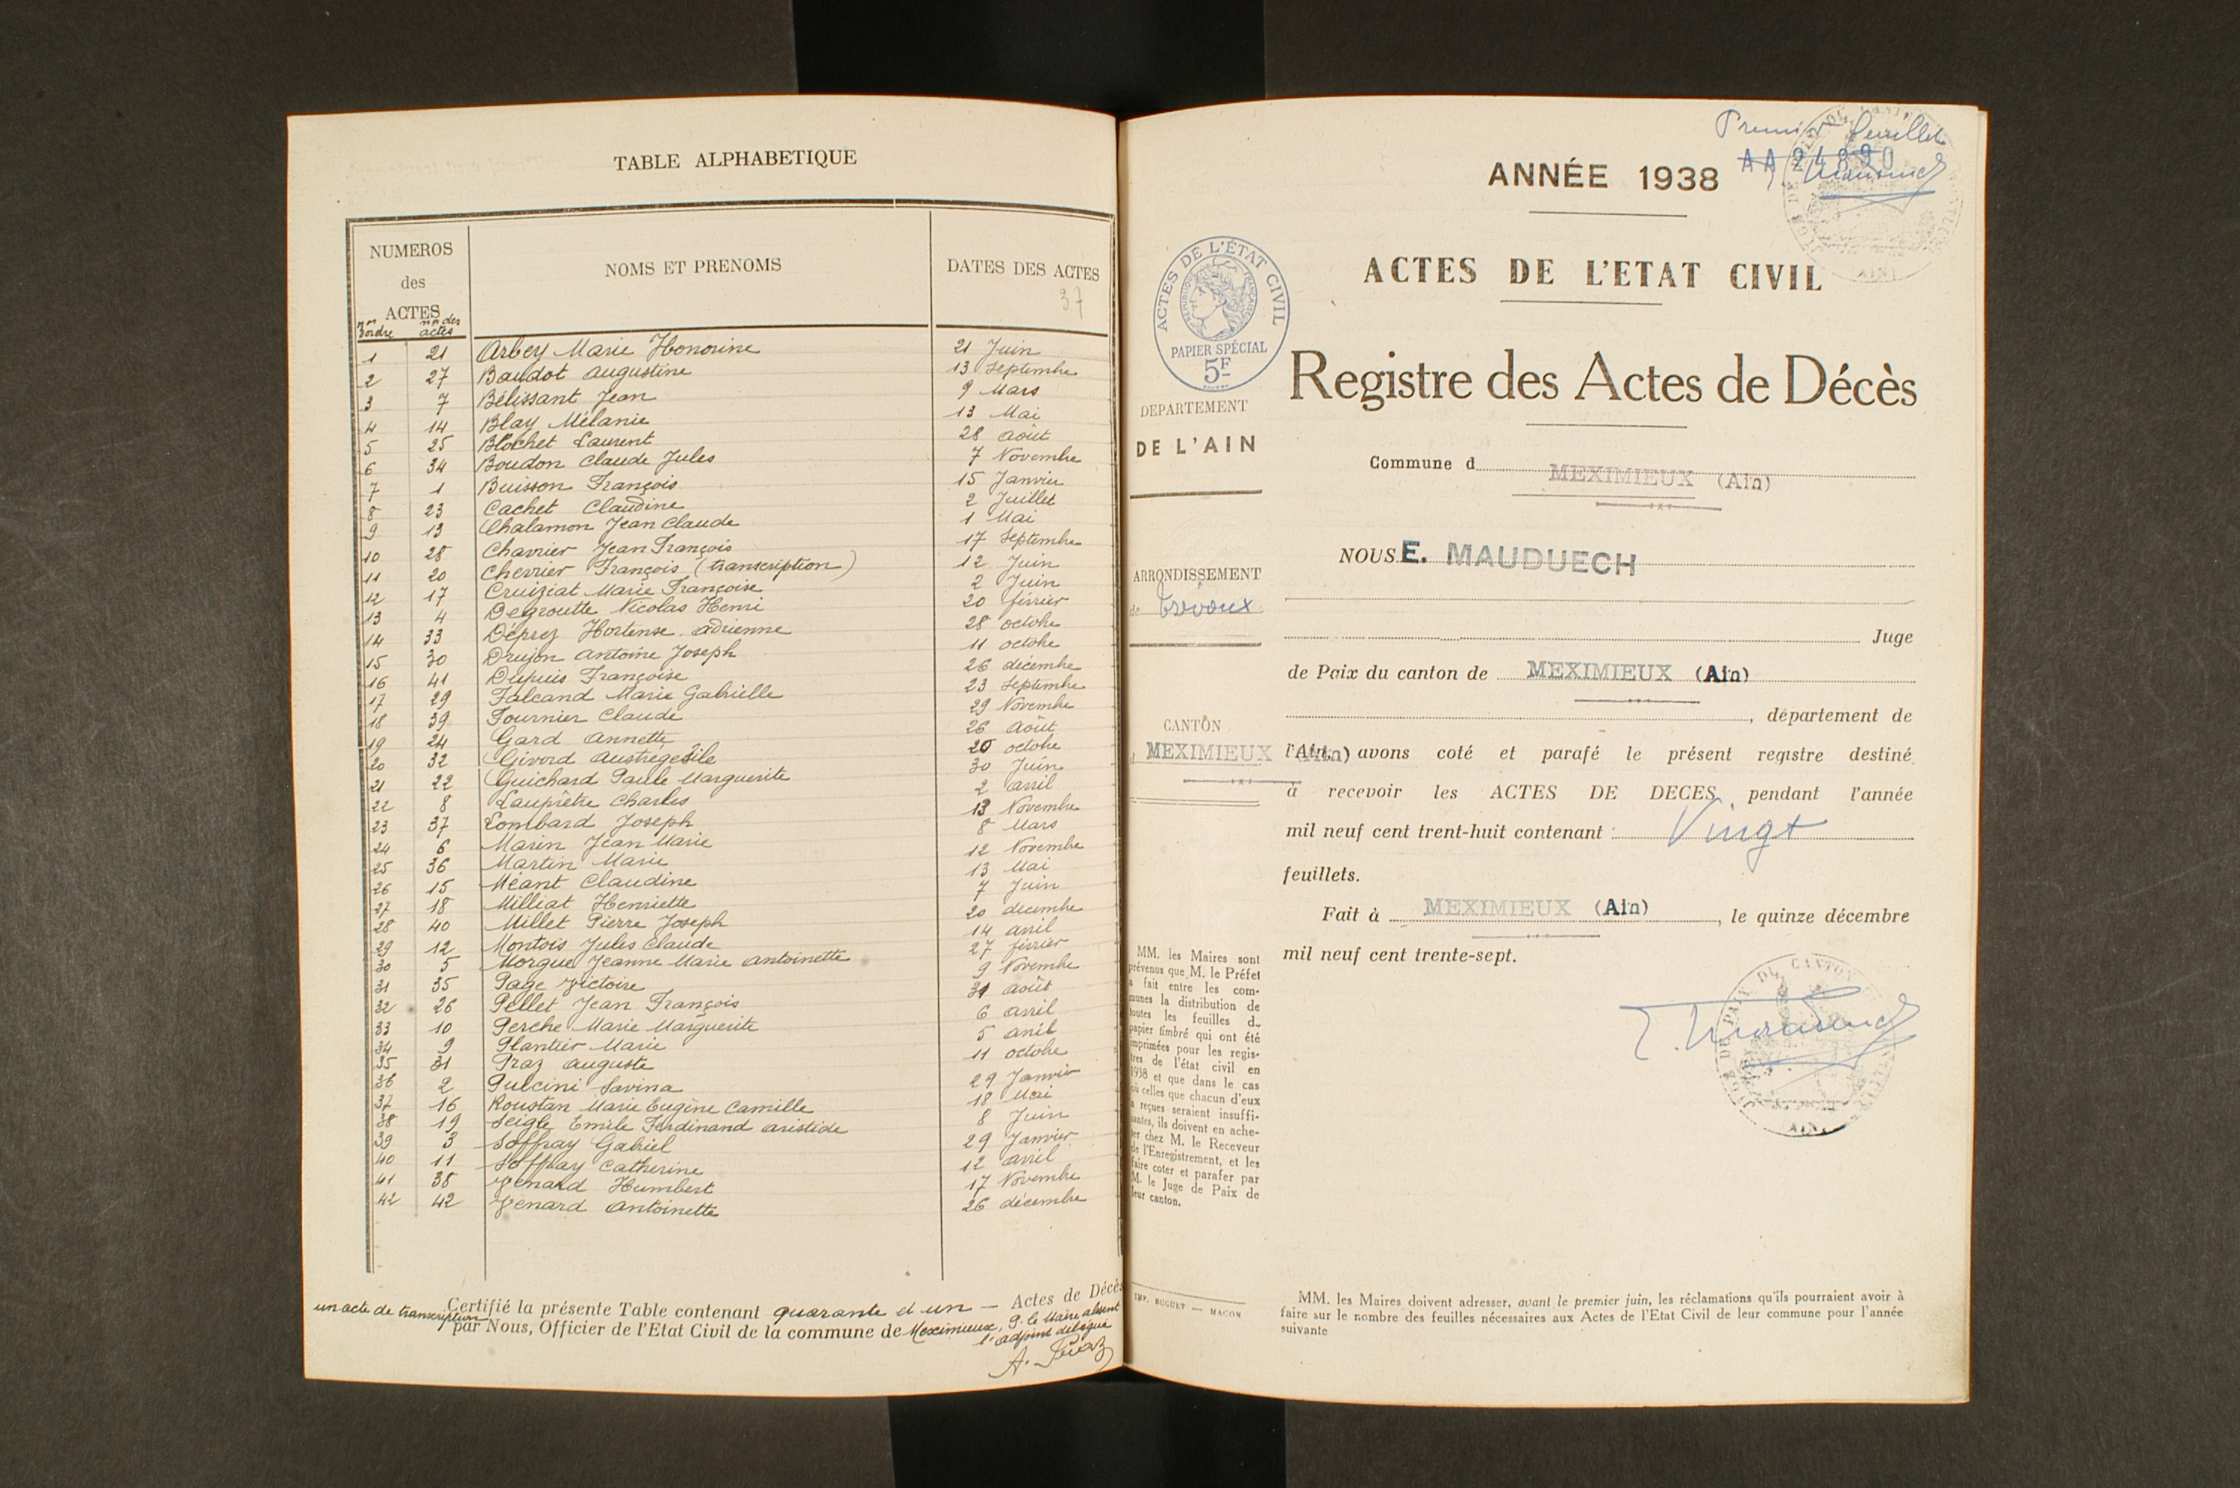 TABLE ALPHABETIQUE
NUMEROS des ACTES
NOMS ET PRENOMS
DATES DES ACTES
37
nos d'ordre nos des actes
1 21 Arbey Marie Honorine 21 Juin
2 27 Baudot Augustine 13 Septembre
3 7 Bélissant Jean 9 Mars
4 14 Blay Mélanie 13 Mai
5 25 Blochet Laurent 28 Août
6 34 Boudon Claude Jules 7 Novembre
7 1 Buisson François 15 Janvier
8 23 Cachet Claudine 2 Juillet
9 13 Chalamon Jean Claude 1 Mai
10 28 Charrier Jean François 17 Septembre
11 20 Chevrier François (transcription) 12 Juin
12 17 Cruiziat Marie Françoise 2 Juin
13 4 Degroutte Nicolas Henri 20 février
14 33 Déprez Hortense Adrienne 28 octobre
15 30 Drujon Antoine Joseph 11 octobre
16 41 Dupuis Françoise 26 décembre
17 29 Falcand Marie Gabrielle 23 Septembre
18 39 Fournier Claude 29 Novembre
19 24 Gard Annette 26 Août
20 32 Givord Austregésile 20 octobre
21 22 Guichard Paule Marguerite 30 Juin
22 8 Lauprêtre Charles 2 avril
23 37 Lombard Joseph 13 Novembre
24 6 Marin Jean Marie 8 Mars
25 36 Martin Marie 12 Novembre
26 15 Méant Claudine 13 Mai
27 18 Milliat Henriette 7 Juin
28 40 Millet Pierre Joseph 20 décembre
29 12 Montois Jules Claude 14 avril
30 5 Morgue Jeanne Marie Antoinette 27 février
31 35 Page Victoire 9 Novembre
32 26 Pellet Jean François 31 août
33 10 Perche Marie Marguerite 6 avril
34 9 Plantier Marie 5 avril
35 31 Praz Auguste 11 octobre
36 2 Pulcini Savina 29 Janvier
37 16 Roustan Marie Eugène Camille 18 Mai
38 19 Seigle Emile Ferdinand Aristide 8 Juin
39 3 Soffray Gabriel 29 Janvier
40 11 Soffray Catherine 12 avril
41 38 Venard Humbert 17 Novembre
42 42 Venard Antoinette 26 décembre
Certifié la présente Table contenant quarante et un — Actes de Décès
un acte de transcription
par Nous, Officier de l'Etat Civil de la commune de Meximieux, P. le Maire absent
l'adjoint délégué
Premier feuillet
AA 24890
ANNÉE 1938
ACTES DE L'ETAT CIVIL
ACTES DE L'ÉTAT CIVIL
PAPIER SPÉCIAL
5F
Registre des Actes de Décès
DEPARTEMENT
DE L'AIN
Commune d MEXIMIEUX (Ain)
NOUS E. MAUDUECH
ARRONDISSEMENT
de Trévoux
Juge
de Paix du canton de MEXIMIEUX (Ain)
, département de
CANTON
d MEXIMIEUX (Ain)
l'Ain, avons coté et parafé le présent registre destiné
à recevoir les ACTES DE DECES pendant l'année
mil neuf cent trent-huit contenant : Vingt
feuillets.
Fait à MEXIMIEUX (Ain), le quinze décembre
mil neuf cent trente-sept.
MM. les Maires sont
prévenus que M. le Préfet
a fait entre les com-
munes la distribution de
toutes les feuilles de
papier timbré qui ont été
imprimées pour les regis-
tres de l'état civil en
1938 et que dans le cas
où celles que chacun d'eux
a reçues seraient insuffi-
santes, ils doivent en ache-
ter chez M. le Receveur
de l'Enregistrement, et les
faire coter et parafer par
M. le Juge de Paix de
leur canton.
IMP. BUGUET — MACON
MM. les Maires doivent adresser, avant le premier juin, les réclamations qu'ils pourraient avoir à
faire sur le nombre des feuilles nécessaires aux Actes de l'Etat Civil de leur commune pour l'année
suivante